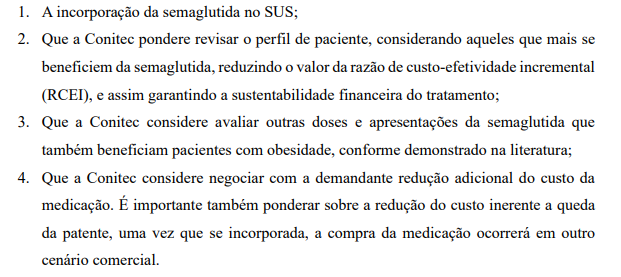 1. A incorporação da semaglutida no SUS;
2. Que a Conitec pondere revisar o perfil de paciente, considerando aqueles que mais se
beneficiem da semaglutida, reduzindo o valor da razão de custo-efetividade incremental
(RCEI), e assim garantindo a sustentabilidade financeira do tratamento;
3. Que a Conitec considere avaliar outras doses e apresentações da semaglutida que
também beneficiam pacientes com obesidade, conforme demonstrado na literatura;
4. Que a Conitec considere negociar com a demandante redução adicional do custo da
medicação. É importante também ponderar sobre a redução do custo inerente a queda
da patente, uma vez que se incorporada, a compra da medicação ocorrerá em outro
cenário comercial.